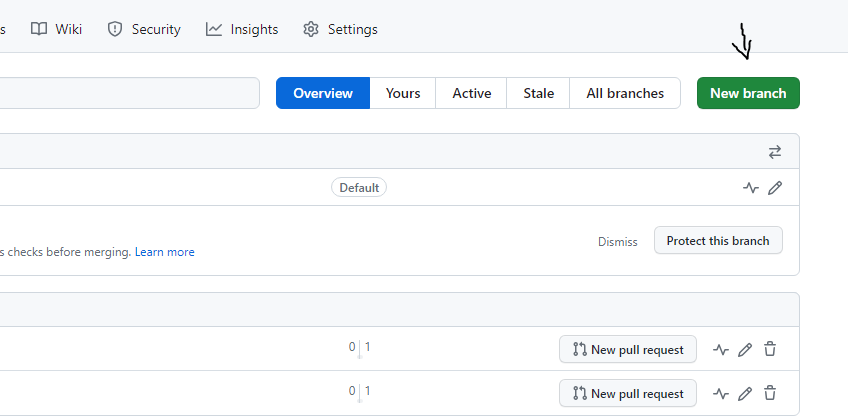 s Wiki Security Insights Settings
Overview Yours Active Stale All branches New branch
Default
s checks before merging. Learn more Dismiss Protect this branch
0 1 New pull request
0 1 New pull request